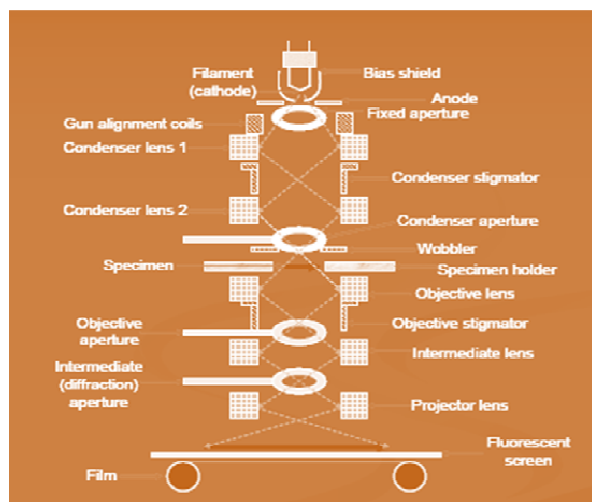 Filament
(cathode)
Bias shield
Anode
Fixed aperture
Gun alignment coils
Condenser lens 1
Condenser stigmator
Condenser lens 2
Condenser aperture
Wobbler
Specimen
Specimen holder
Objective lens
Objective
aperture
Objective stigmator
Intermediate lens
Intermediate
(diffraction)
aperture
Projector lens
Fluorescent
screen
Film